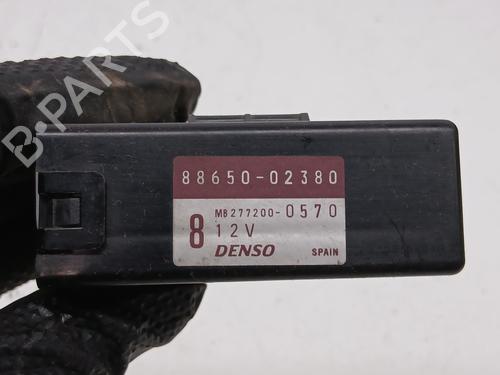 88650-02380
MB277200-0570
8 12V
DENSO SPAIN
B-PARTS